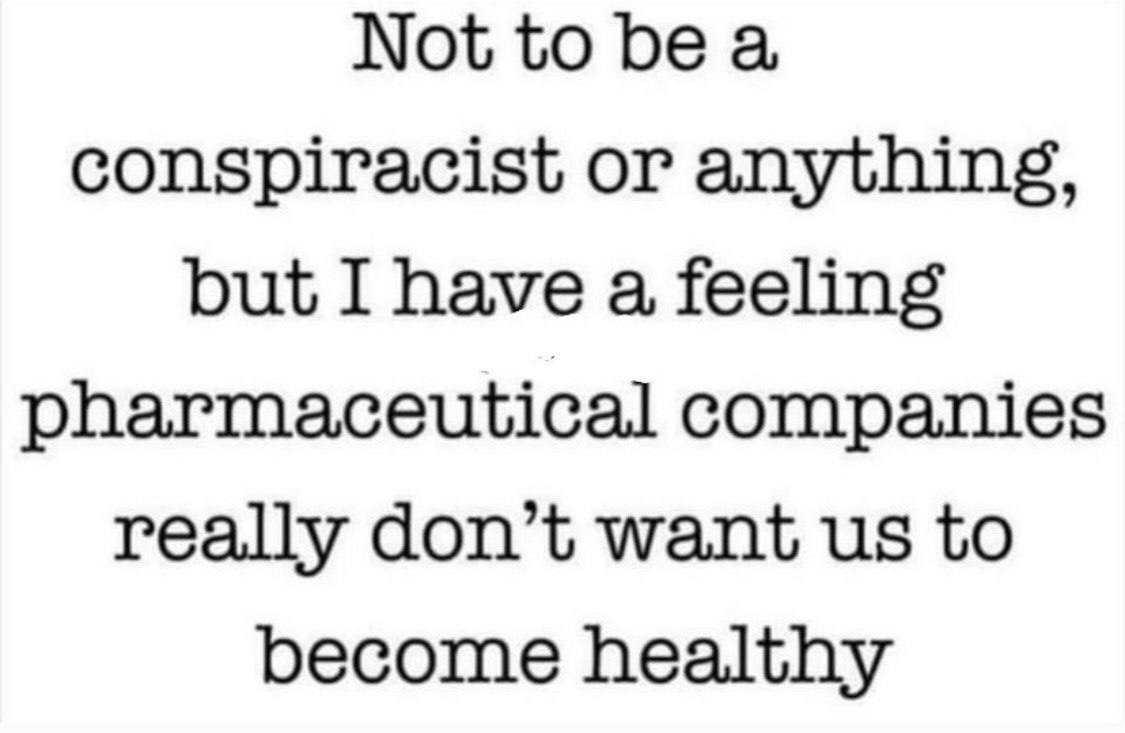 Not to be a
conspiracist or anything,
but I have a feeling
pharmaceutical companies
really don’t want us to
become healthy